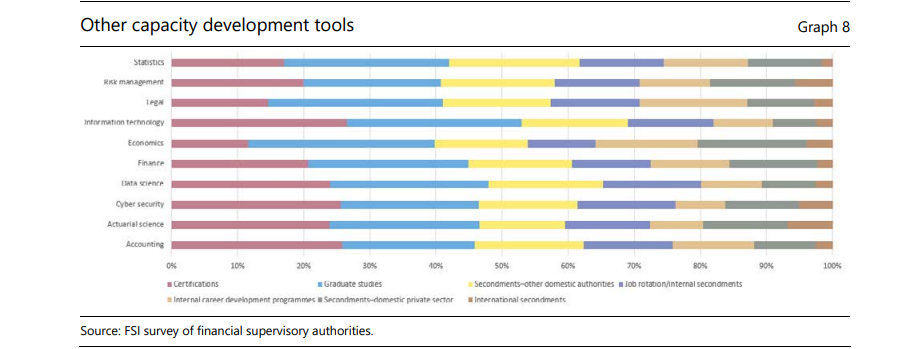 Other capacity development tools
Graph 8
Statistics
Risk management
Legal
Information technology
Economics
Finance
Data science
Cyber security
Actuarial science
Accounting
0% 10% 20% 30% 40% 50% 60% 70% 80% 90% 100%
Certifications Graduate studies Secondments–other domestic authorities Job rotation/internal secondments
Internal career development programmes Secondments–domestic private sector International secondments
Source: FSI survey of financial supervisory authorities.